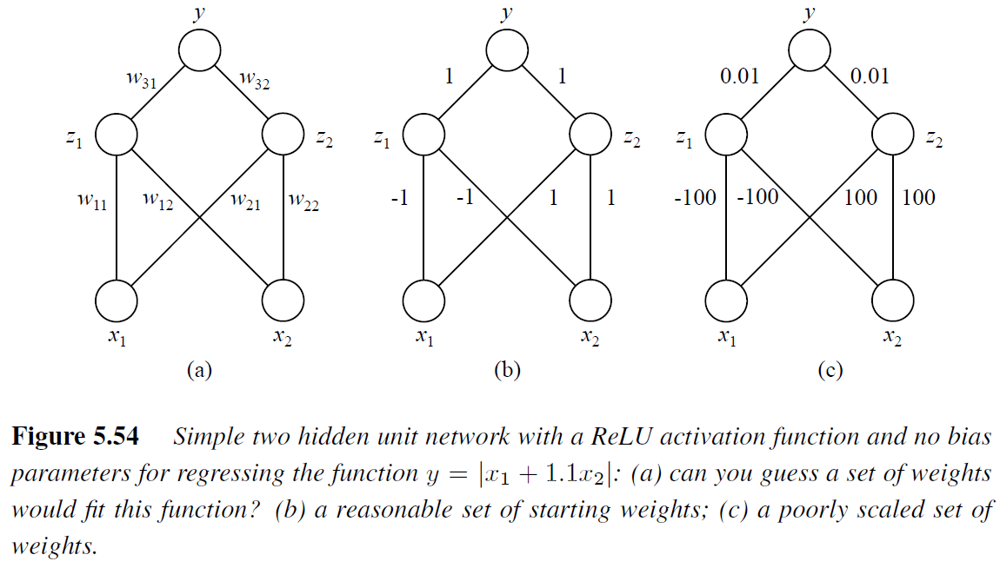 y y y
w31 w32 1 1 0.01 0.01
z1 z2 z1 z2 z1 z2
w11 w12 w21 w22 -1 -1 1 1 -100 -100 100 100
x1 x2 x1 x2 x1 x2
(a) (b) (c)
Figure 5.54 Simple two hidden unit network with a ReLU activation function and no bias
parameters for regressing the function y = |x1 + 1.1x2|: (a) can you guess a set of weights
would fit this function? (b) a reasonable set of starting weights; (c) a poorly scaled set of
weights.